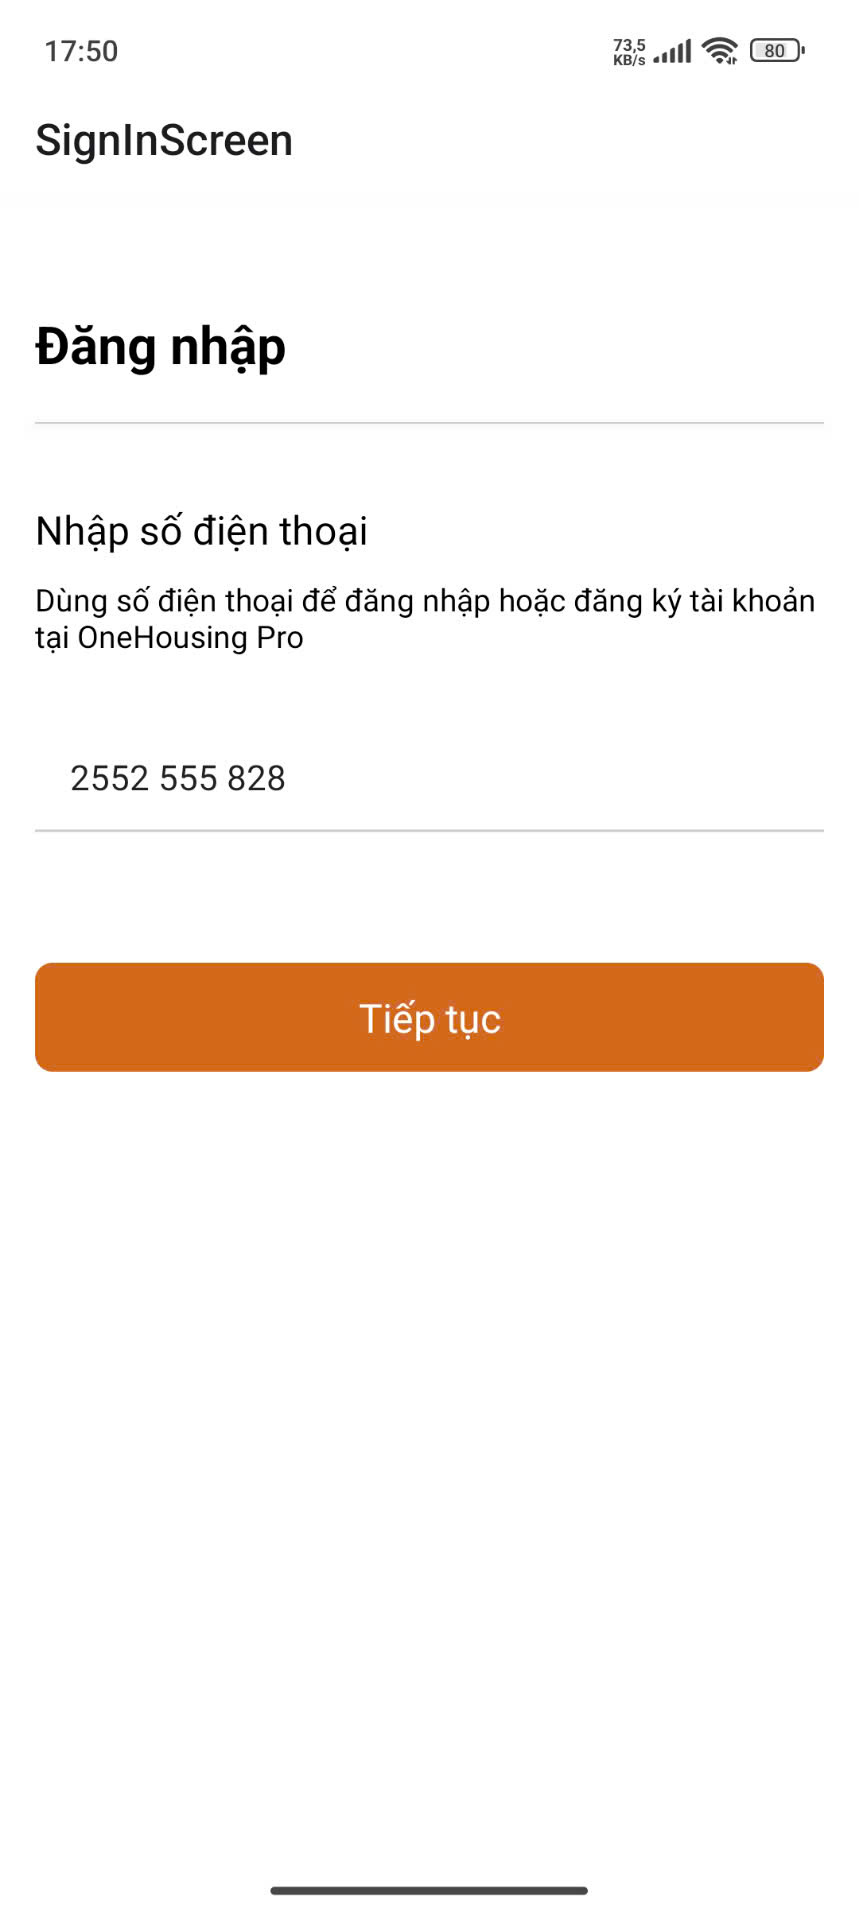 17:50
73,5
KB/s
80
SignInScreen
Đăng nhập
Nhập số điện thoại
Dùng số điện thoại để đăng nhập hoặc đăng ký tài khoản
tại OneHousing Pro
2552 555 828
Tiếp tục